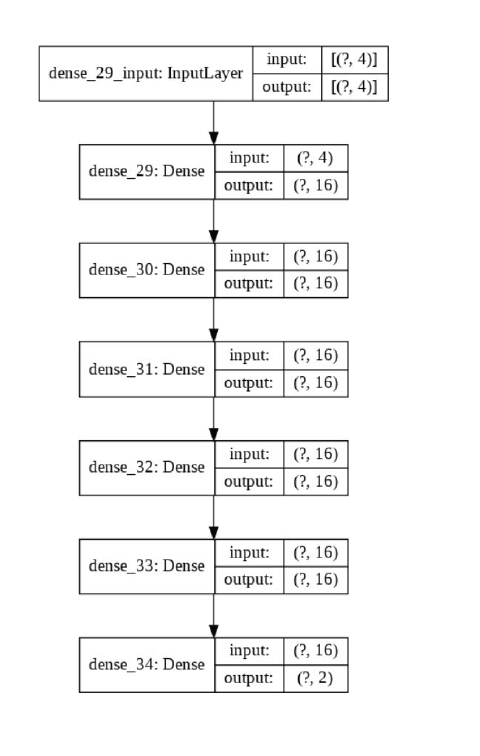 dense_29_input: InputLayer input: [(?, 4)]
output: [(?, 4)]
dense_29: Dense input: (?, 4)
output: (?, 16)
dense_30: Dense input: (?, 16)
output: (?, 16)
dense_31: Dense input: (?, 16)
output: (?, 16)
dense_32: Dense input: (?, 16)
output: (?, 16)
dense_33: Dense input: (?, 16)
output: (?, 16)
dense_34: Dense input: (?, 16)
output: (?, 2)